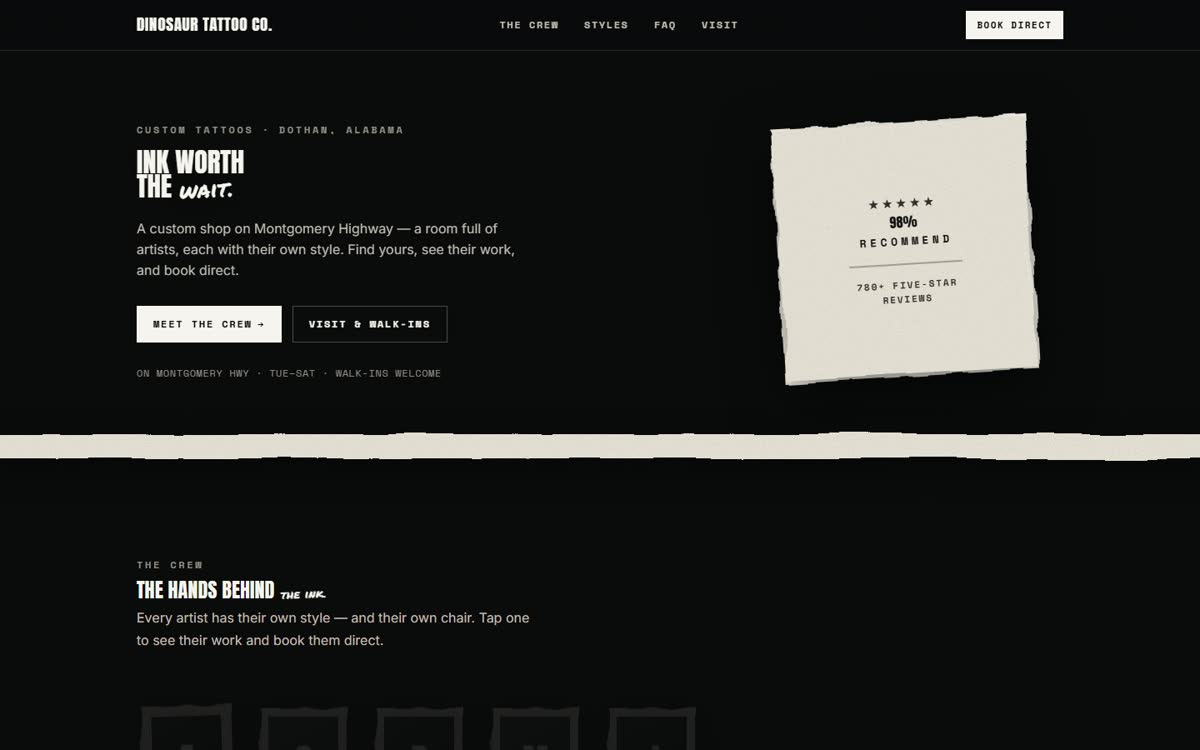 DINOSAUR TATTOO CO.
THE CREW
STYLES
FAQ
VISIT
BOOK DIRECT
CUSTOM TATTOOS · DOTHAN, ALABAMA
INK WORTH
THE WAIT.
A custom shop on Montgomery Highway — a room full of
artists, each with their own style. Find yours, see their work,
and book direct.
MEET THE CREW →
VISIT & WALK-INS
ON MONTGOMERY HWY · TUE–SAT · WALK-INS WELCOME
★★★★★
98%
RECOMMEND
780+ FIVE-STAR
REVIEWS
THE CREW
THE HANDS BEHIND THE INK.
Every artist has their own style — and their own chair. Tap one
to see their work and book them direct.